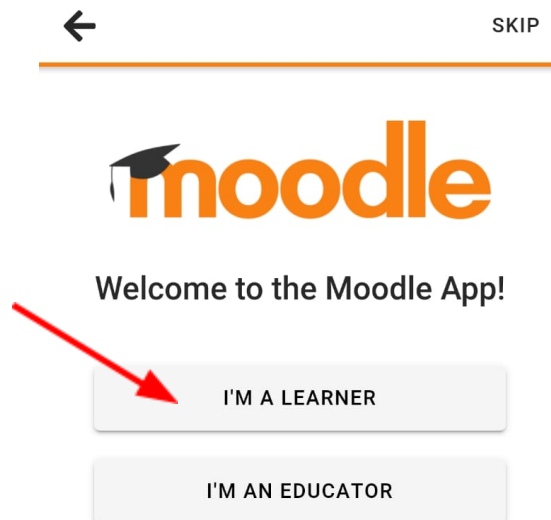 SKIP
moodle
Welcome to the Moodle App!
I'M A LEARNER
I'M AN EDUCATOR